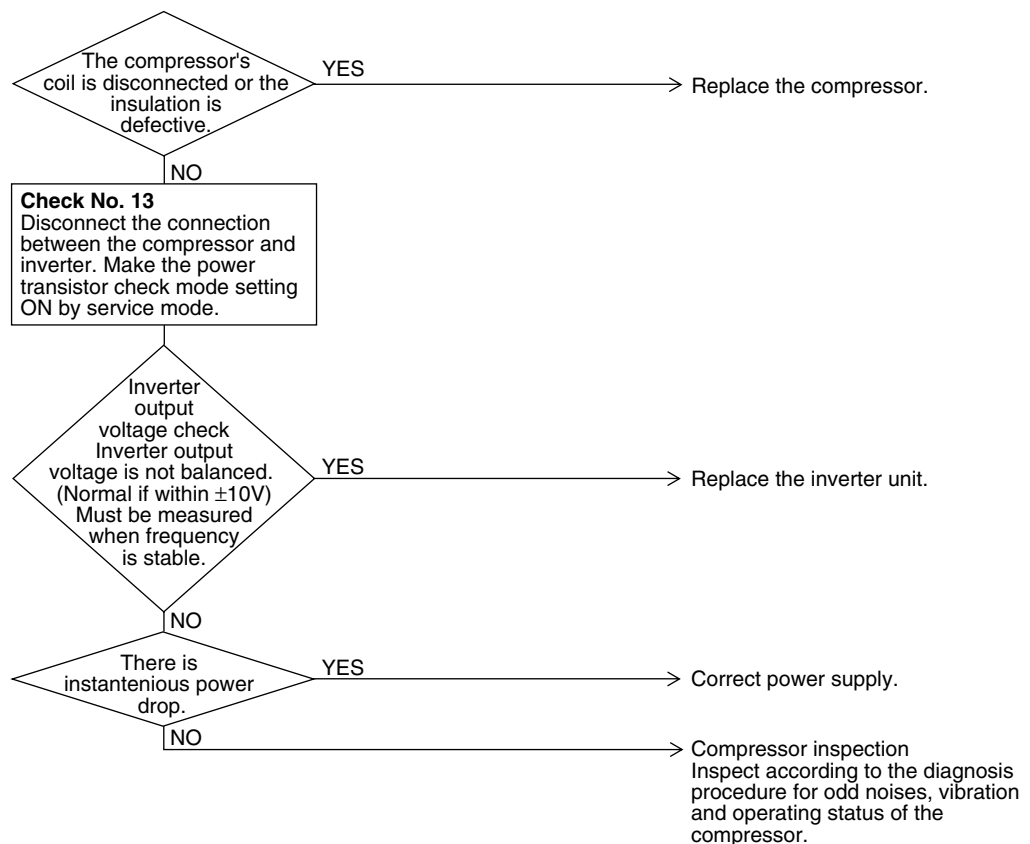 The compressor's
coil is disconnected or the
insulation is
defective.
YES
Replace the compressor.
NO
Check No. 13
Disconnect the connection
between the compressor and
inverter. Make the power
transistor check mode setting
ON by service mode.
Inverter
output
voltage check
Inverter output
voltage is not balanced.
(Normal if within ±10V)
Must be measured
when frequency
is stable.
YES
Replace the inverter unit.
NO
There is
instantenious power
drop.
YES
Correct power supply.
NO
Compressor inspection
Inspect according to the diagnosis
procedure for odd noises, vibration
and operating status of the
compressor.